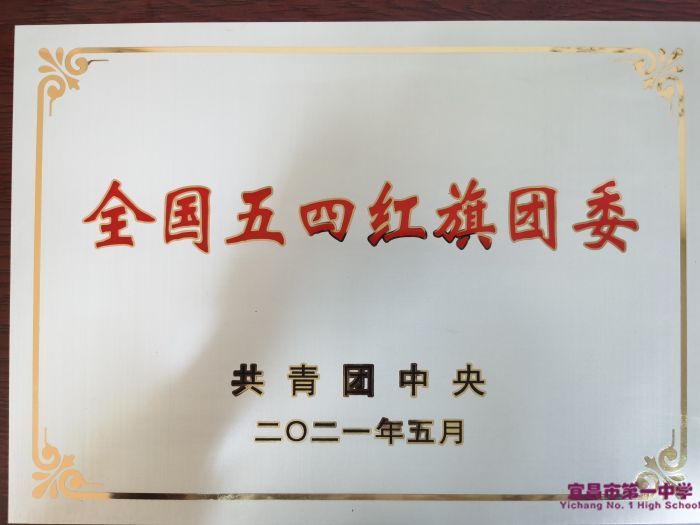 全国五四红旗团委
共青团中央
二〇二一年五月
宜昌市第一中学
Yichang No. 1 High School